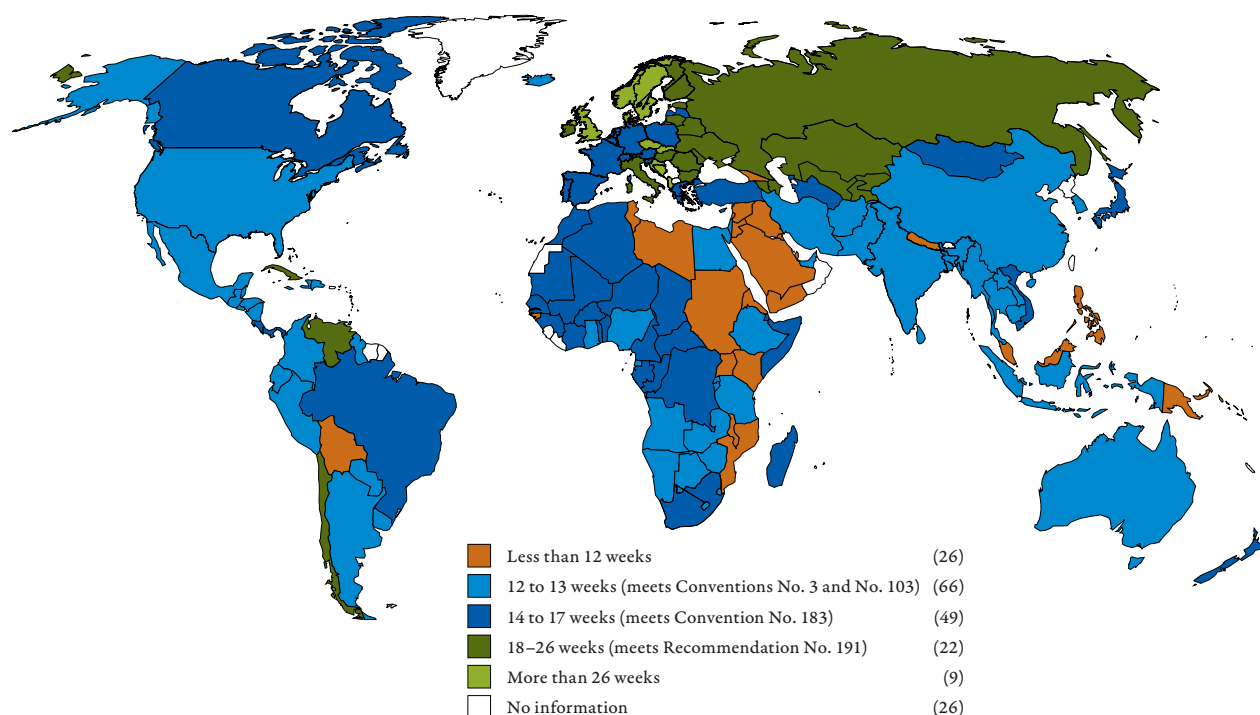 Less than 12 weeks (26)
12 to 13 weeks (meets Conventions No. 3 and No. 103) (66)
14 to 17 weeks (meets Convention No. 183) (49)
18–26 weeks (meets Recommendation No. 191) (22)
More than 26 weeks (9)
No information (26)